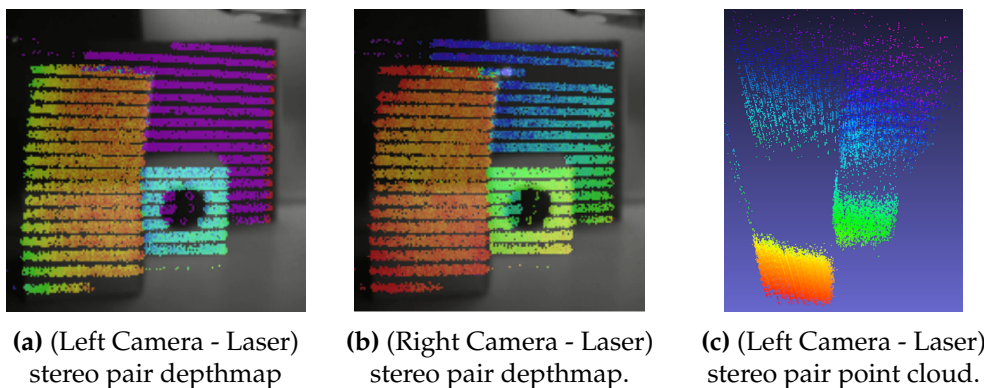 (a) (Left Camera - Laser)
stereo pair depthmap
(b) (Right Camera - Laser)
stereo pair depthmap.
(c) (Left Camera - Laser)
stereo pair point cloud.